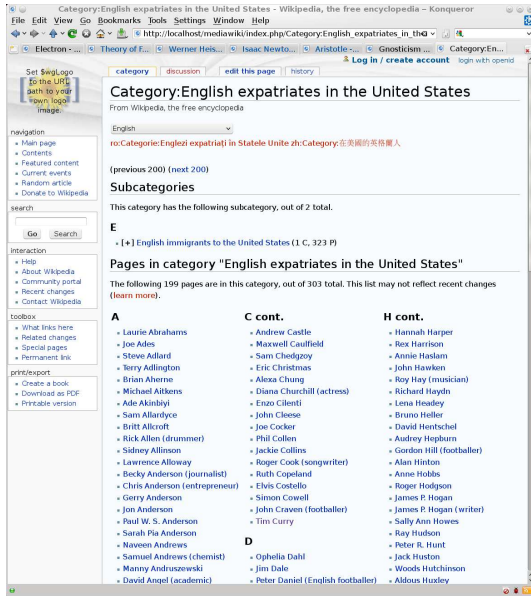 Category:English expatriates in the United States - Wikipedia, the free encyclopedia – Konqueror
File Edit View Go Bookmarks Tools Settings Window Help
http://localhost/mediawiki/index.php/Category:English_expatriates_in_th
Electron - ... Theory of F... Werner Heis... Isaac Newto... Aristotle -... Gnosticism ... Category:En...
Log in / create account login with openid
Set $wgLogo
to the URL
path to your
own logo
image.
category discussion edit this page history
Category:English expatriates in the United States
From Wikipedia, the free encyclopedia
English
ro:Categorie:Englezi expatriați în Statele Unite zh:Category:在美國的英格蘭人
(previous 200) (next 200)
Subcategories
This category has the following subcategory, out of 2 total.
E
[+] English immigrants to the United States (1 C, 323 P)
Pages in category "English expatriates in the United States"
The following 199 pages are in this category, out of 303 total. This list may not reflect recent changes
(learn more).
A
Laurie Abrahams
Joe Ades
Steve Adlard
Terry Adlington
Brian Aherne
Michael Aitkens
Ade Akinbiyi
Sam Allardyce
Britt Allcroft
Rick Allen (drummer)
Sidney Allinson
Lawrence Alloway
Becky Anderson (journalist)
Chris Anderson (entrepreneur)
Gerry Anderson
Jon Anderson
Paul W. S. Anderson
Sarah Pia Anderson
Naveen Andrews
Samuel Andrews (chemist)
Manny Andruszewski
David Angel (academic)
C cont.
Andrew Castle
Maxwell Caulfield
Sam Chedgzoy
Eric Christmas
Alexa Chung
Diana Churchill (actress)
Enzo Cilenti
John Cleese
Joe Cocker
Phil Collen
Jackie Collins
Roger Cook (songwriter)
Ruth Copeland
Elvis Costello
Simon Cowell
John Craven (footballer)
Tim Curry
D
Ophelia Dahl
Jim Dale
Peter Daniel (English footballer)
H cont.
Hannah Harper
Rex Harrison
Annie Haslam
John Hawken
Roy Hay (musician)
Richard Haydn
Lena Headey
Bruno Heller
David Hentschel
Audrey Hepburn
Gordon Hill (footballer)
Alan Hinton
Anne Hobbs
Roger Hodgson
James P. Hogan
James P. Hogan (writer)
Sally Ann Howes
Ray Hudson
Peter R. Hunt
Jack Huston
Woods Hutchinson
Aldous Huxley
navigation
Main page
Contents
Featured content
Current events
Random article
Donate to Wikipedia
search
Go Search
interaction
Help
About Wikipedia
Community portal
Recent changes
Contact Wikipedia
toolbox
What links here
Related changes
Special pages
Permanent link
print/export
Create a book
Download as PDF
Printable version